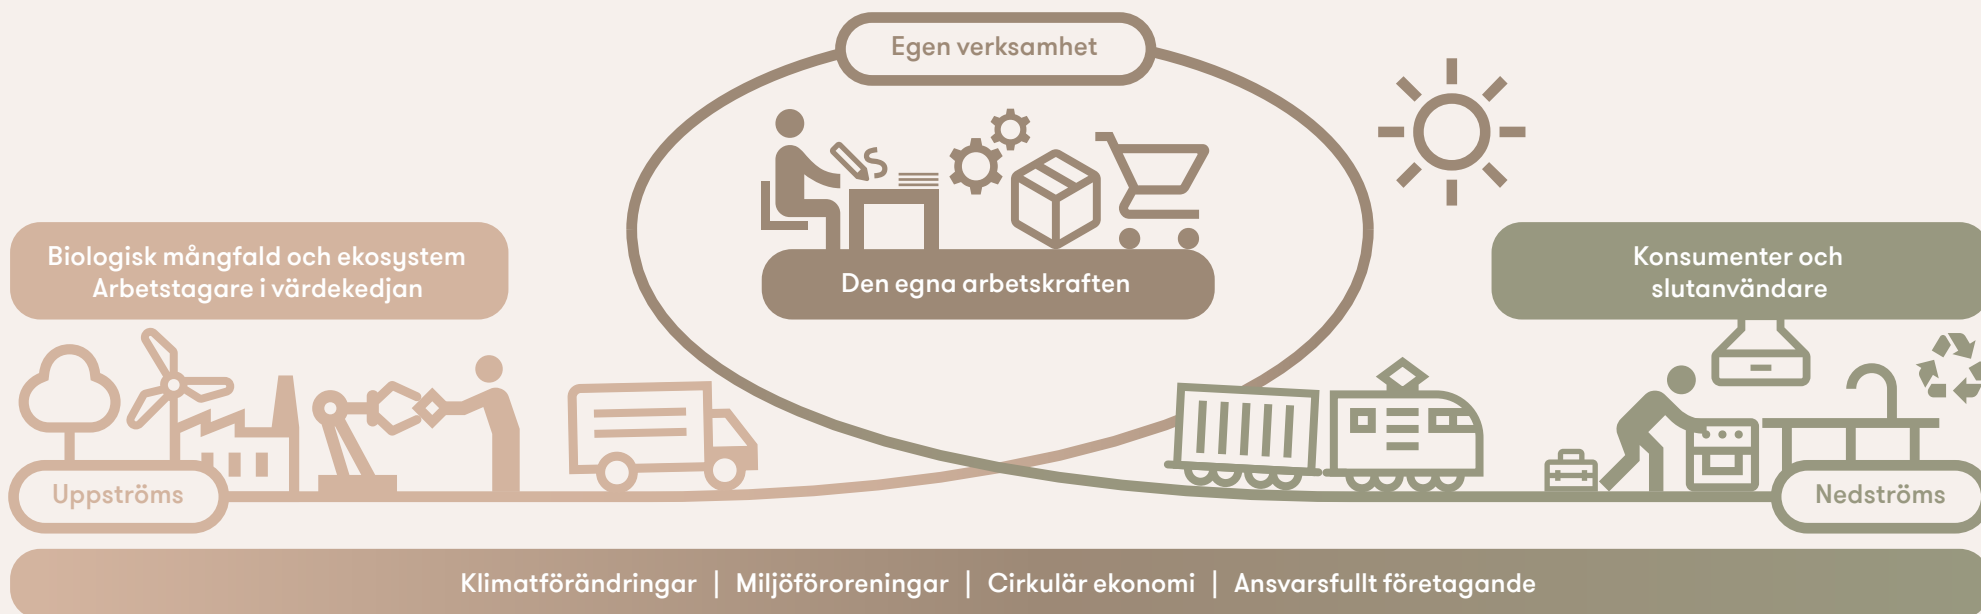 Egen verksamhet
Biologisk mångfald och ekosystem
Arbetstagare i värdekedjan
Den egna arbetskraften
Konsumenter och
slutanvändare
Uppströms
Nedströms
Klimatförändringar | Miljöföroreningar | Cirkulär ekonomi | Ansvarsfullt företagande